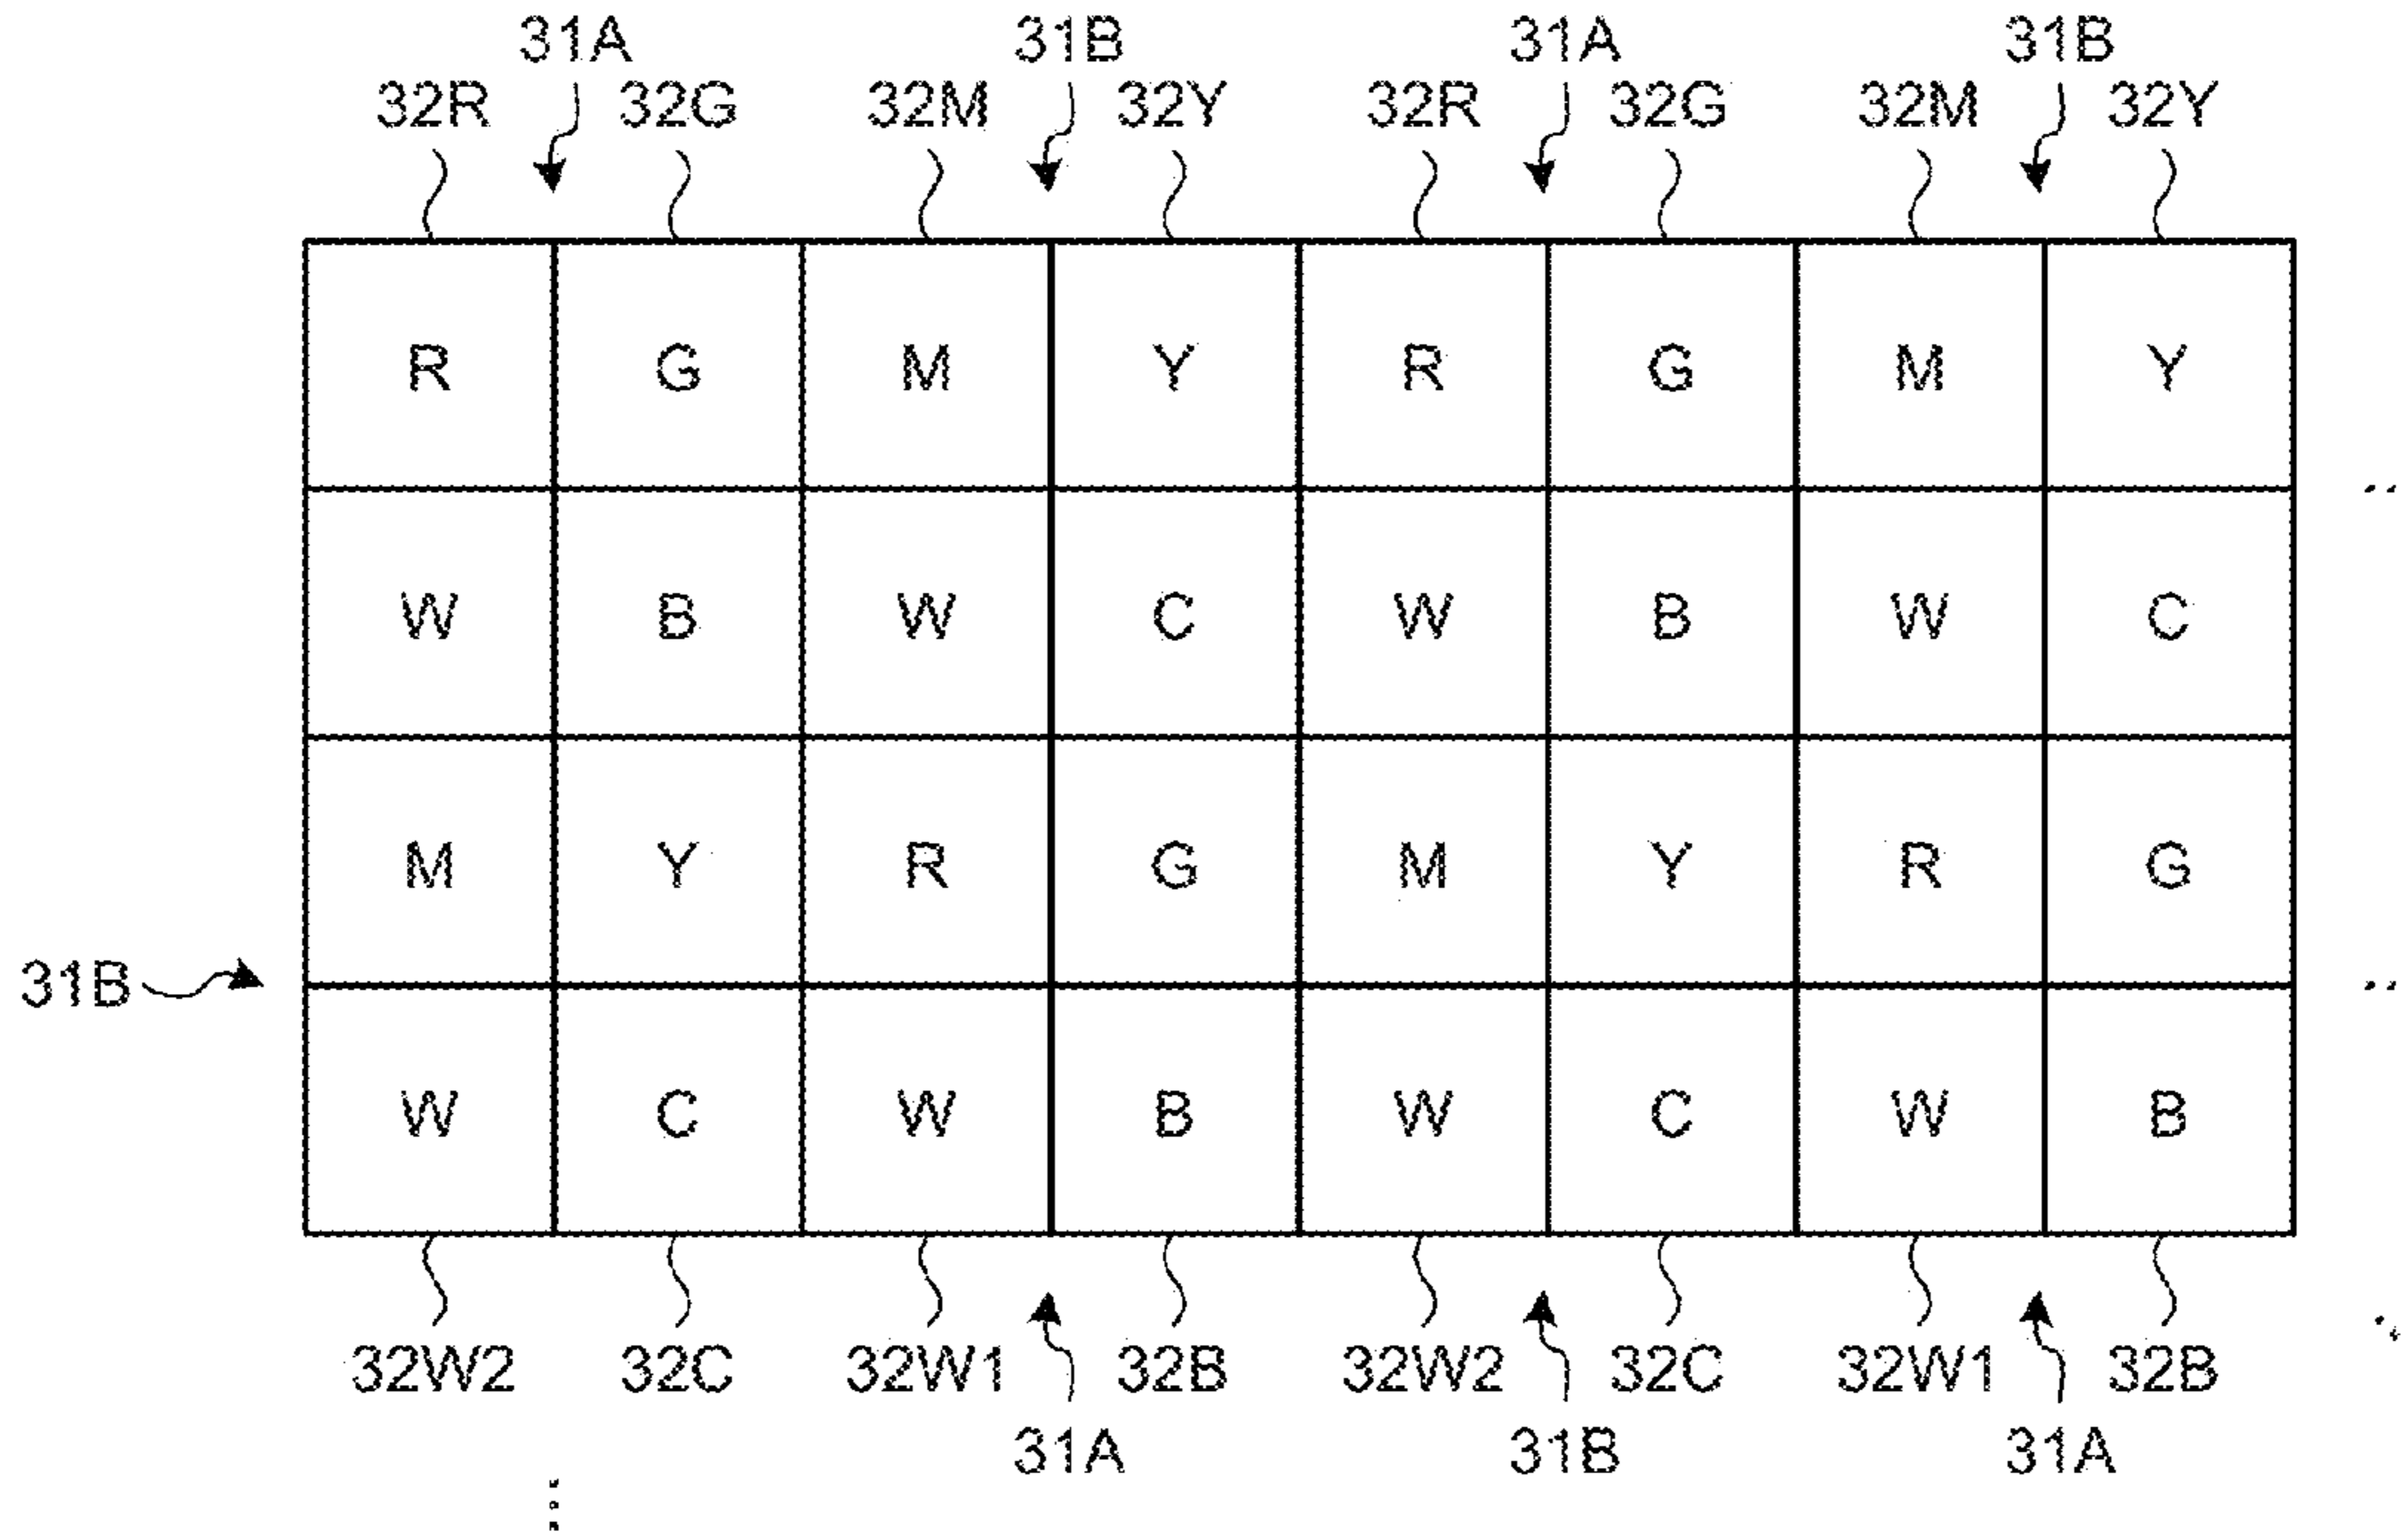 31A 31B 31A 31B
32R 32G 32M 32Y 32R 32G 32M 32Y
R G M Y R G M Y
W B W C W B W C
M Y R G M Y R G
31B
W C W B W C W B
32W2 32C 32W1 32B 32W2 32C 32W1 32B
31A 31B 31A